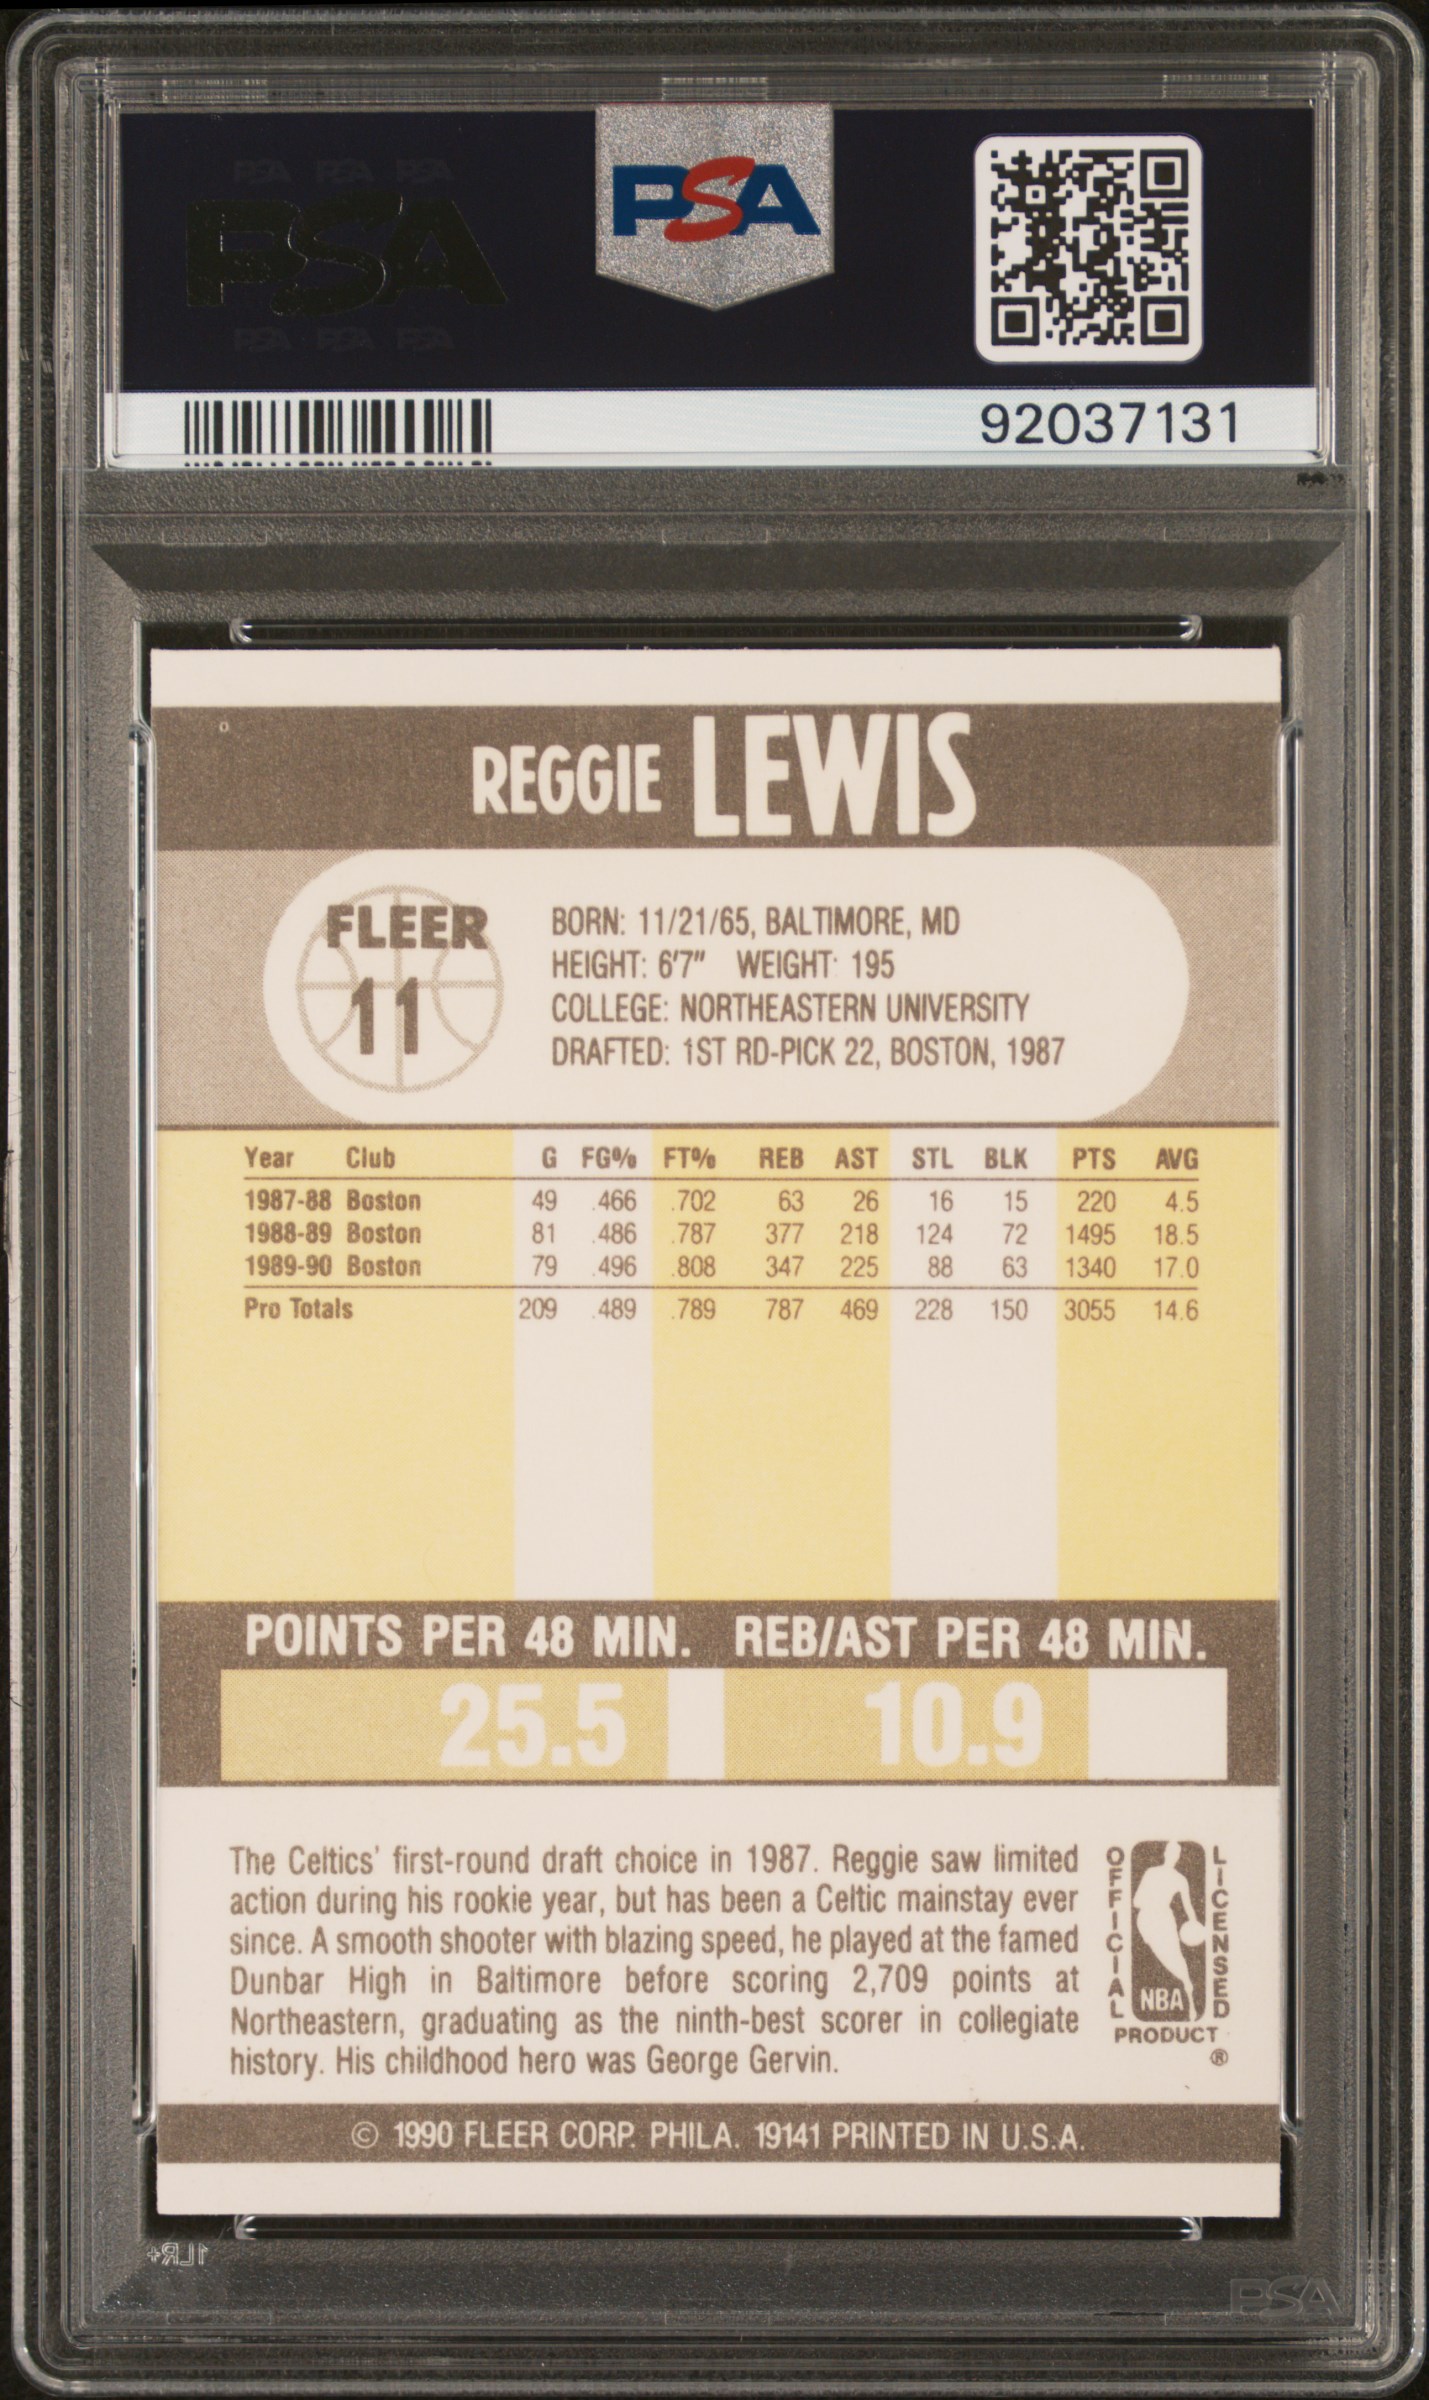 PSA PSA PSA
PSA
PSA PSA PSA
PSA
92037131
REGGIE LEWIS
FLEER
11
BORN: 11/21/65, BALTIMORE, MD
HEIGHT: 6'7" WEIGHT: 195
COLLEGE: NORTHEASTERN UNIVERSITY
DRAFTED: 1ST RD-PICK 22, BOSTON, 1987
Year Club G FG% FT% REB AST STL BLK PTS AVG
1987-88 Boston 49 .466 .702 63 26 16 15 220 4.5
1988-89 Boston 81 .486 .787 377 218 124 72 1495 18.5
1989-90 Boston 79 .496 .808 347 225 88 63 1340 17.0
Pro Totals 209 .489 .789 787 469 228 150 3055 14.6
POINTS PER 48 MIN. REB/AST PER 48 MIN.
25.5 10.9
The Celtics' first-round draft choice in 1987. Reggie saw limited
action during his rookie year, but has been a Celtic mainstay ever
since. A smooth shooter with blazing speed, he played at the famed
Dunbar High in Baltimore before scoring 2,709 points at
Northeastern, graduating as the ninth-best scorer in collegiate
history. His childhood hero was George Gervin.
OFFICIAL LICENSED
NBA
PRODUCT
®
© 1990 FLEER CORP. PHILA. 19141 PRINTED IN U.S.A.
1LR+
PSA